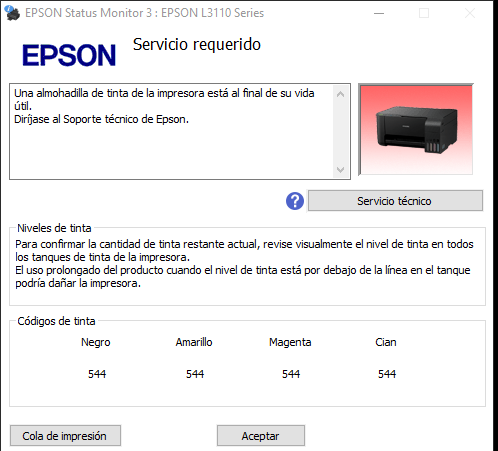 EPSON Status Monitor 3 : EPSON L3110 Series
EPSON
Servicio requerido
Una almohadilla de tinta de la impresora está al final de su vida
útil.
Diríjase al Soporte técnico de Epson.
?
Servicio técnico
Niveles de tinta
Para confirmar la cantidad de tinta restante actual, revise visualmente el nivel de tinta en todos
los tanques de tinta de la impresora.
El uso prolongado del producto cuando el nivel de tinta está por debajo de la línea en el tanque
podría dañar la impresora.
Códigos de tinta
Negro Amarillo Magenta Cian
544 544 544 544
Cola de impresión Aceptar